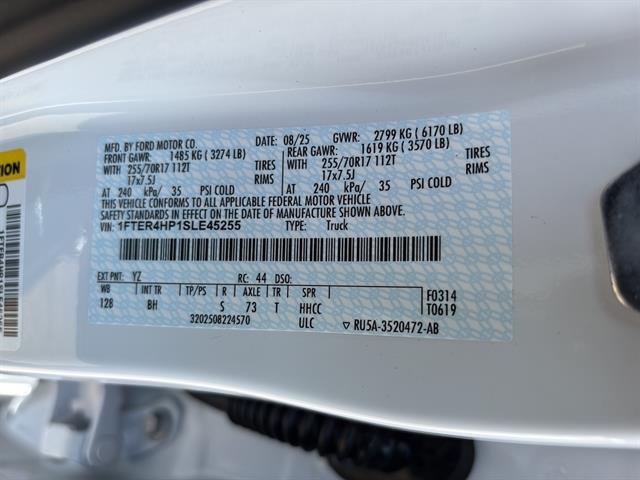 MFD. BY FORD MOTOR CO.
08/25 GVWR: 2799 KG ( 6170 LB)
FRONT GAWR: 1485 KG ( 3274 LB)
REAR GAWR: 1619 KG ( 3570 LB)
WITH 255/70R17 112T TIRES
WITH 255/70R17 112T TIRES
17x7.5J RIMS
17x7.5J RIMS
AT 240 kPa/ 35 PSI COLD
AT 240 kPa/ 35 PSI COLD
THIS VEHICLE CONFORMS TO ALL APPLICABLE FEDERAL MOTOR VEHICLE
SAFETY STANDARDS IN EFFECT ON THE DATE OF MANUFACTURE SHOWN ABOVE.
VIN: 1FTER4HP1SLE45255 TYPE: Truck
EXT PNT: YZ RC: 44 DSO:
WB INT TR TP/PS R AXLE TR SPR
128 BH S 73 T HHCC
ULC
F0314
T0619
3202508224570
RU5A-3520472-AB
TION